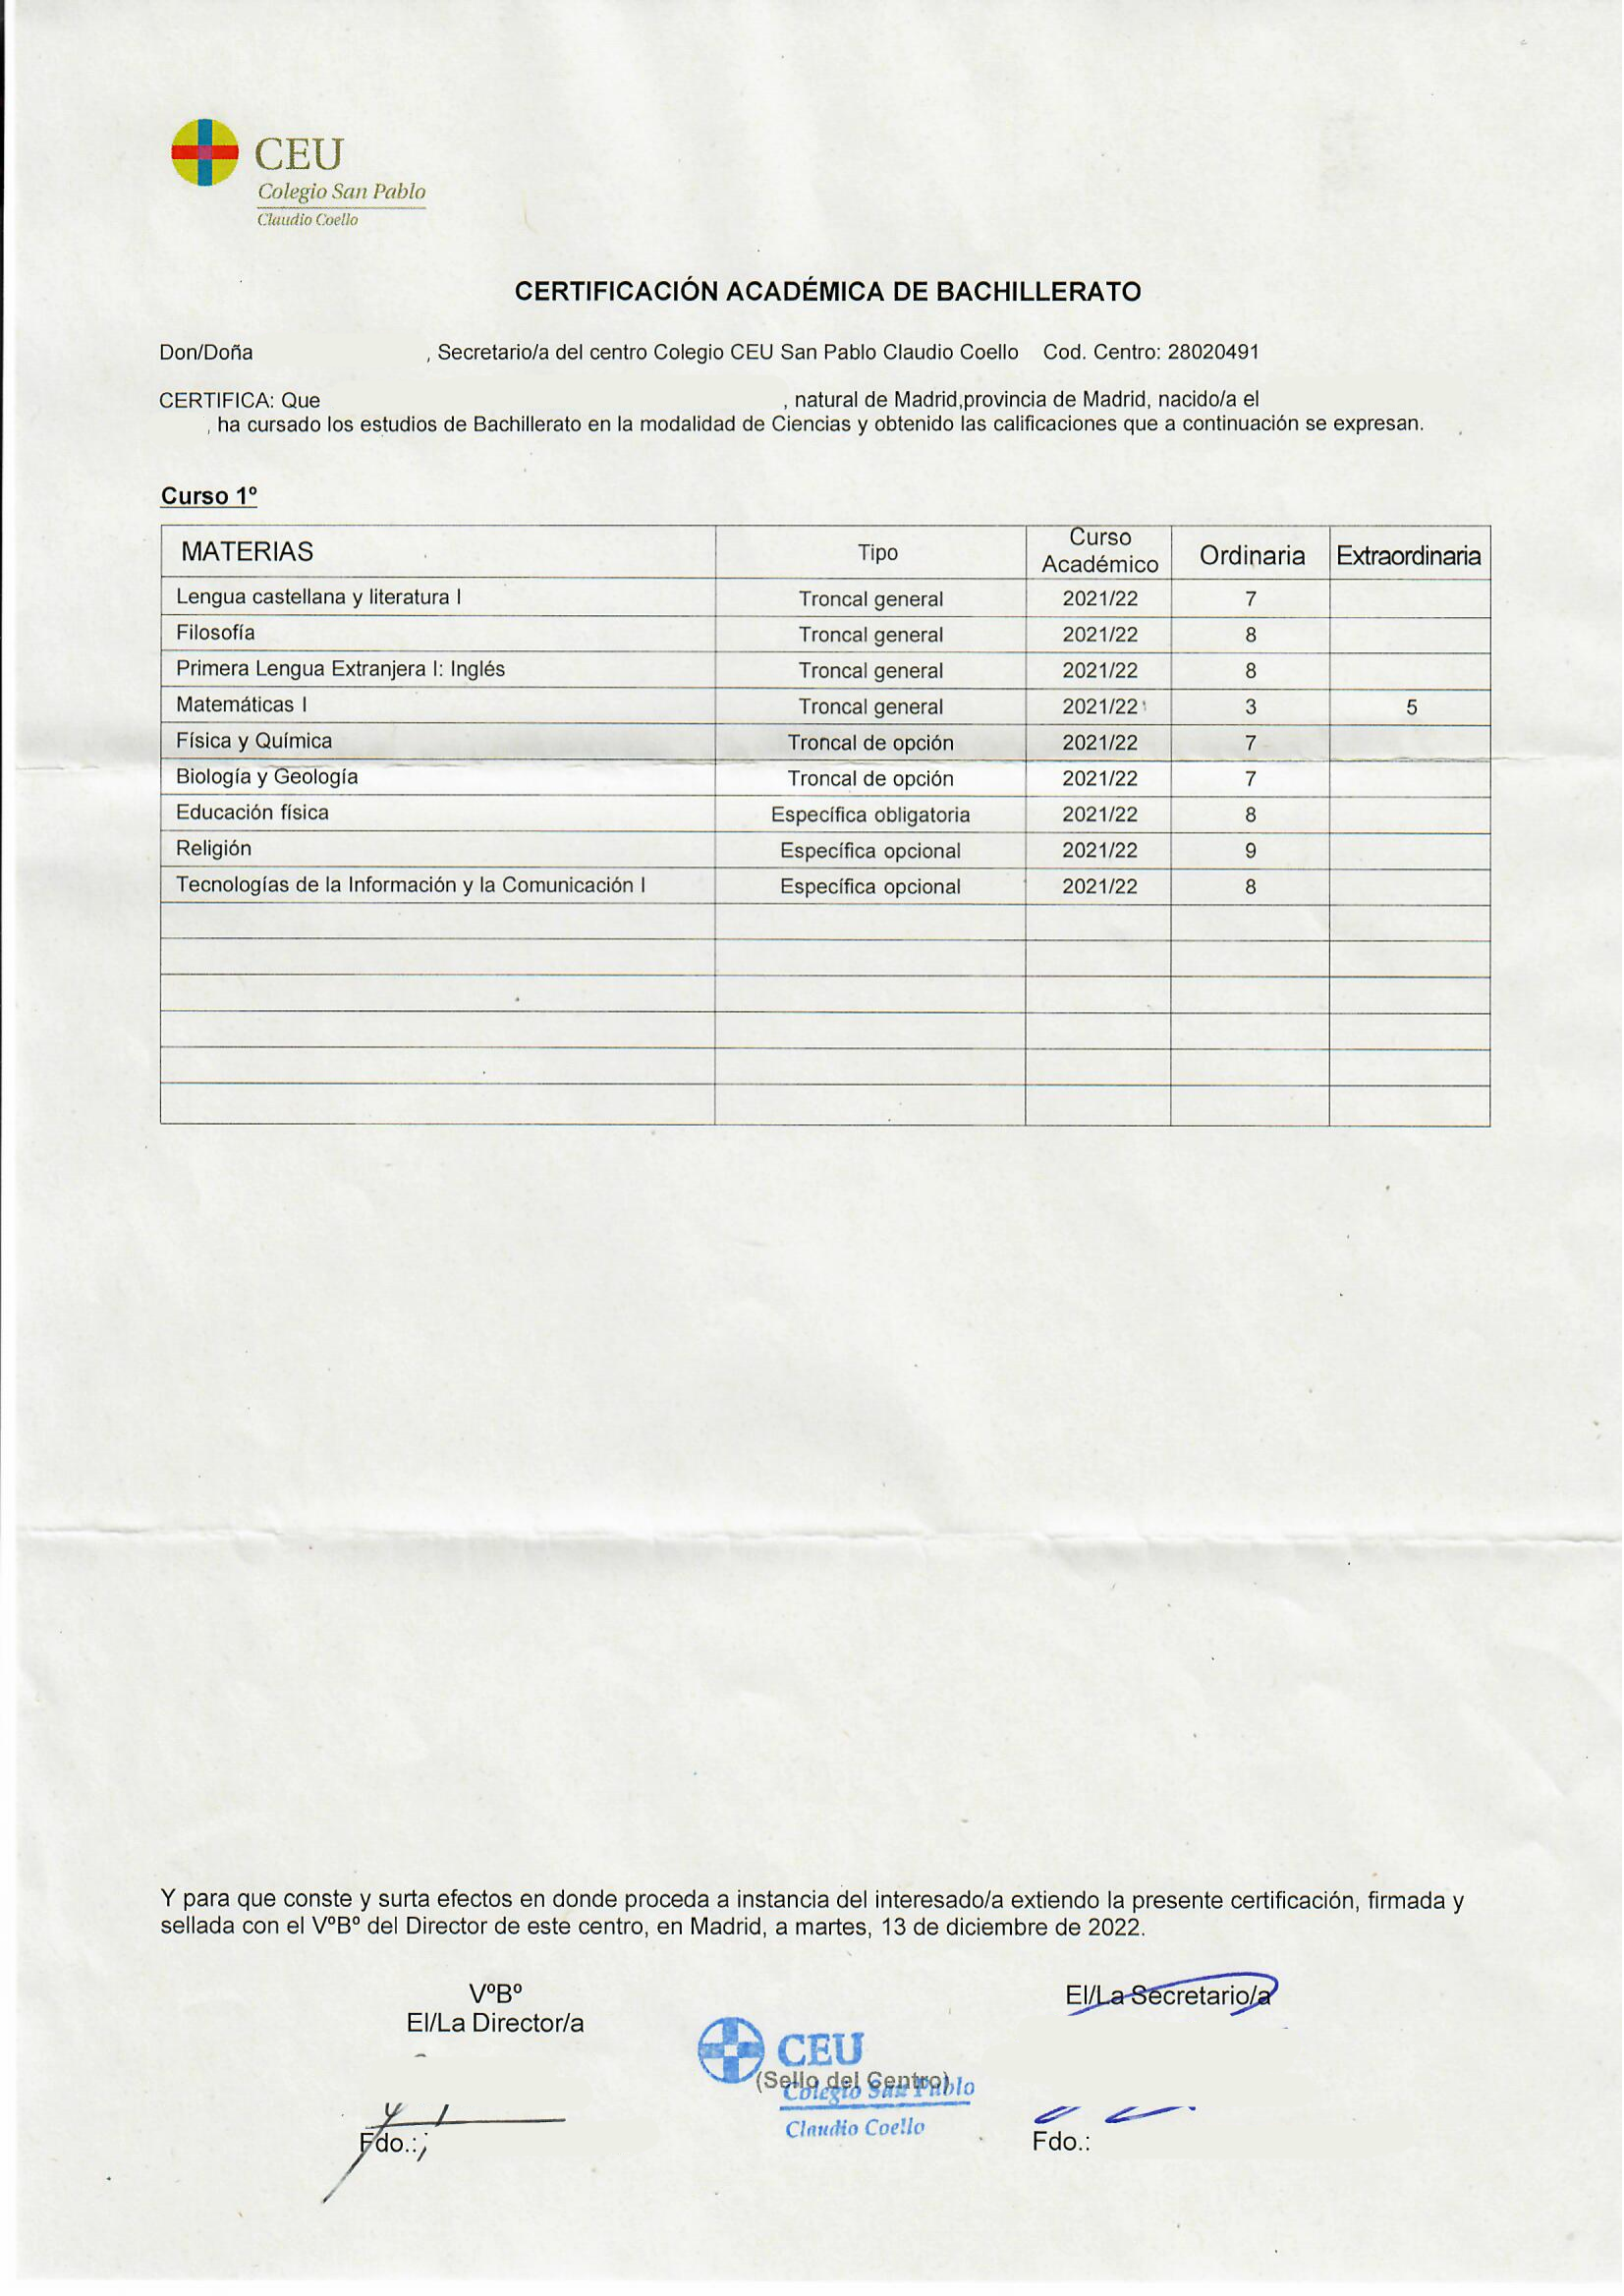 CEU
Colegio San Pablo
Claudio Coello
CERTIFICACIÓN ACADÉMICA DE BACHILLERATO
Don/Doña , Secretario/a del centro Colegio CEU San Pablo Claudio Coello Cod. Centro: 28020491
CERTIFICA: Que , natural de Madrid,provincia de Madrid, nacido/a el
, ha cursado los estudios de Bachillerato en la modalidad de Ciencias y obtenido las calificaciones que a continuación se expresan.
Curso 1º
MATERIAS Tipo Curso Académico Ordinaria Extraordinaria
Lengua castellana y literatura I Troncal general 2021/22 7
Filosofía Troncal general 2021/22 8
Primera Lengua Extranjera I: Inglés Troncal general 2021/22 8
Matemáticas I Troncal general 2021/22 3 5
Física y Química Troncal de opción 2021/22 7
Biología y Geología Troncal de opción 2021/22 7
Educación física Específica obligatoria 2021/22 8
Religión Específica opcional 2021/22 9
Tecnologías de la Información y la Comunicación I Específica opcional 2021/22 8
Y para que conste y surta efectos en donde proceda a instancia del interesado/a extiendo la presente certificación, firmada y
sellada con el VºBº del Director de este centro, en Madrid, a martes, 13 de diciembre de 2022.
VºBº
El/La Director/a
El/La Secretario/a
CEU
(Sello del Centro)
Colegio San Pablo
Claudio Coello
Fdo.:
Fdo.: